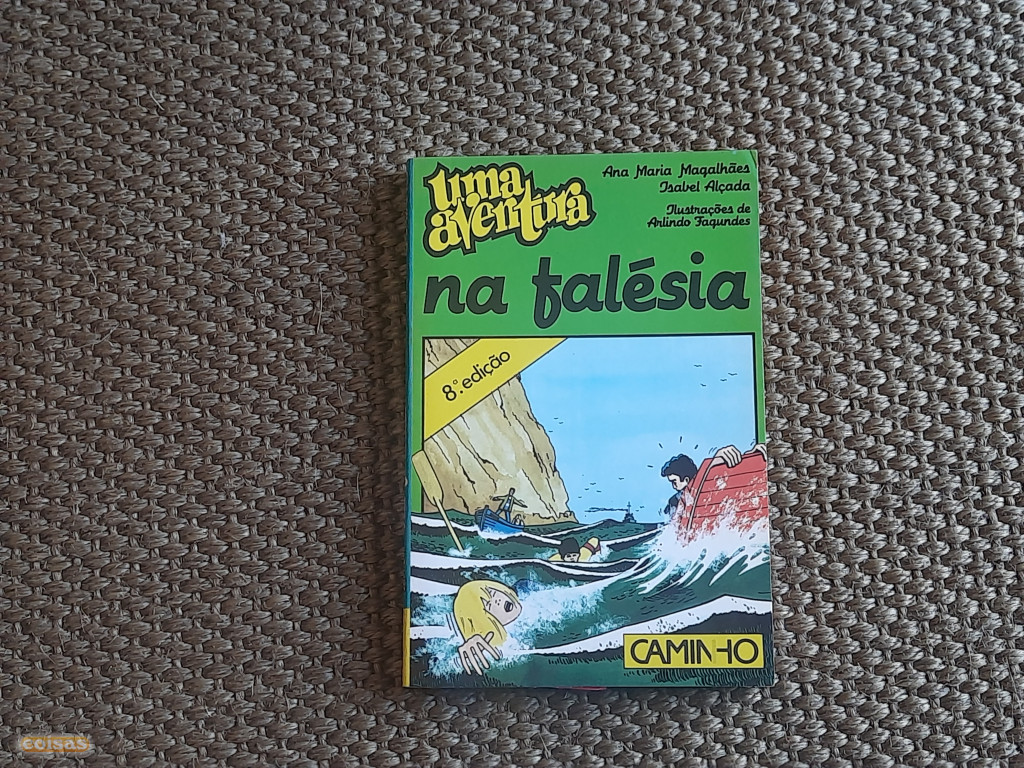 uma
aventura
Ana Maria Magalhães
Isabel Alçada
Ilustrações de
Arlindo Fagundes
na falésia
8.ª edição
CAMINHO
coisas